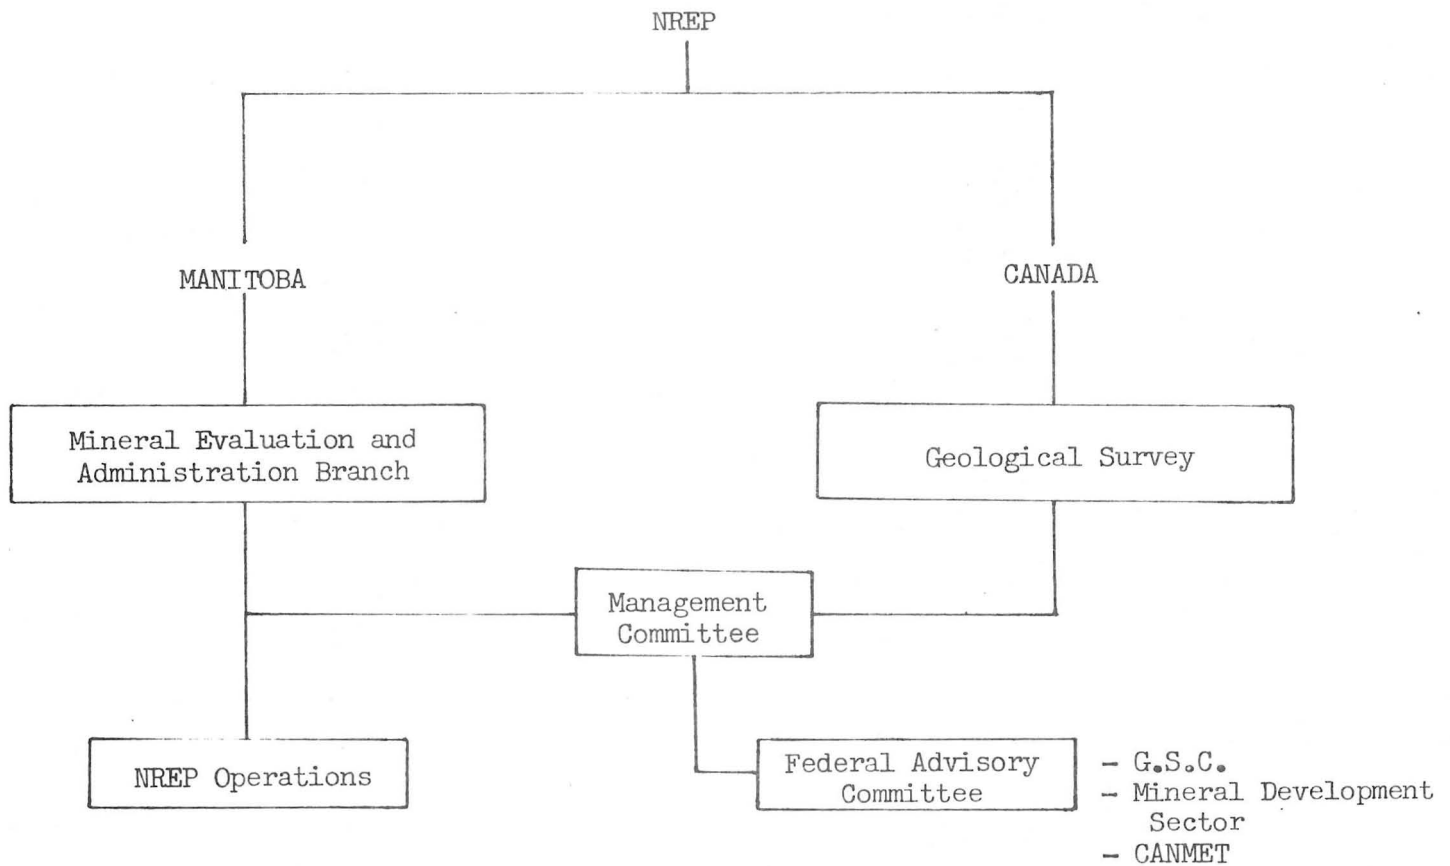 NREP
MANITOBA
CANADA
Mineral Evaluation and
Administration Branch
Geological Survey
Management
Committee
NREP Operations
Federal Advisory
Committee
- G.S.C.
- Mineral Development
Sector
- CANMET